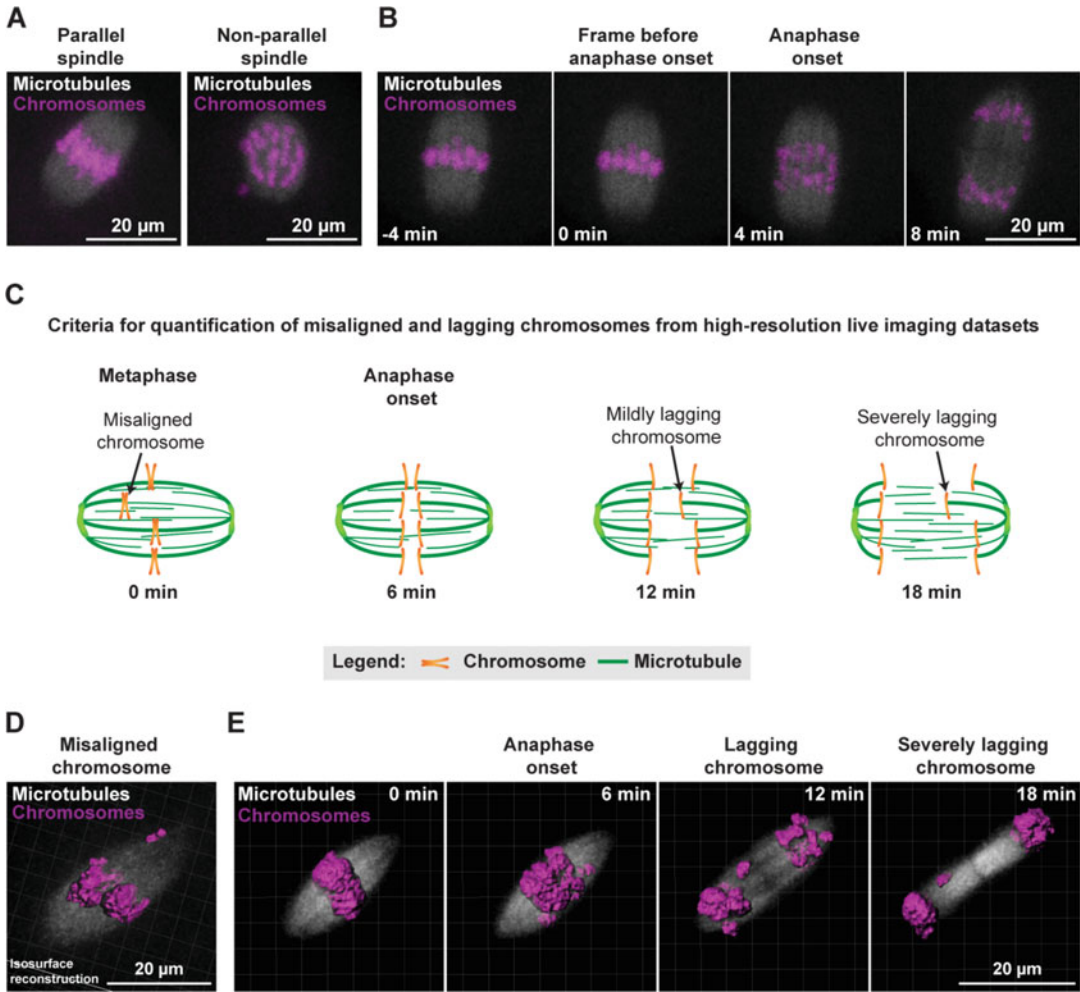 A
Parallel
spindle
Non-parallel
spindle
Microtubules
Chromosomes
20 µm
Microtubules
Chromosomes
20 µm
B
Frame before
anaphase onset
Anaphase
onset
Microtubules
Chromosomes
-4 min
0 min
4 min
8 min
20 µm
C
Criteria for quantification of misaligned and lagging chromosomes from high-resolution live imaging datasets
Metaphase
Misaligned
chromosome
0 min
Anaphase
onset
6 min
Mildly lagging
chromosome
12 min
Severely lagging
chromosome
18 min
Legend: Chromosome Microtubule
D
Misaligned
chromosome
Microtubules
Chromosomes
Isosurface
reconstruction
20 µm
E
Anaphase
onset
Lagging
chromosome
Severely lagging
chromosome
Microtubules
Chromosomes
0 min
6 min
12 min
18 min
20 µm